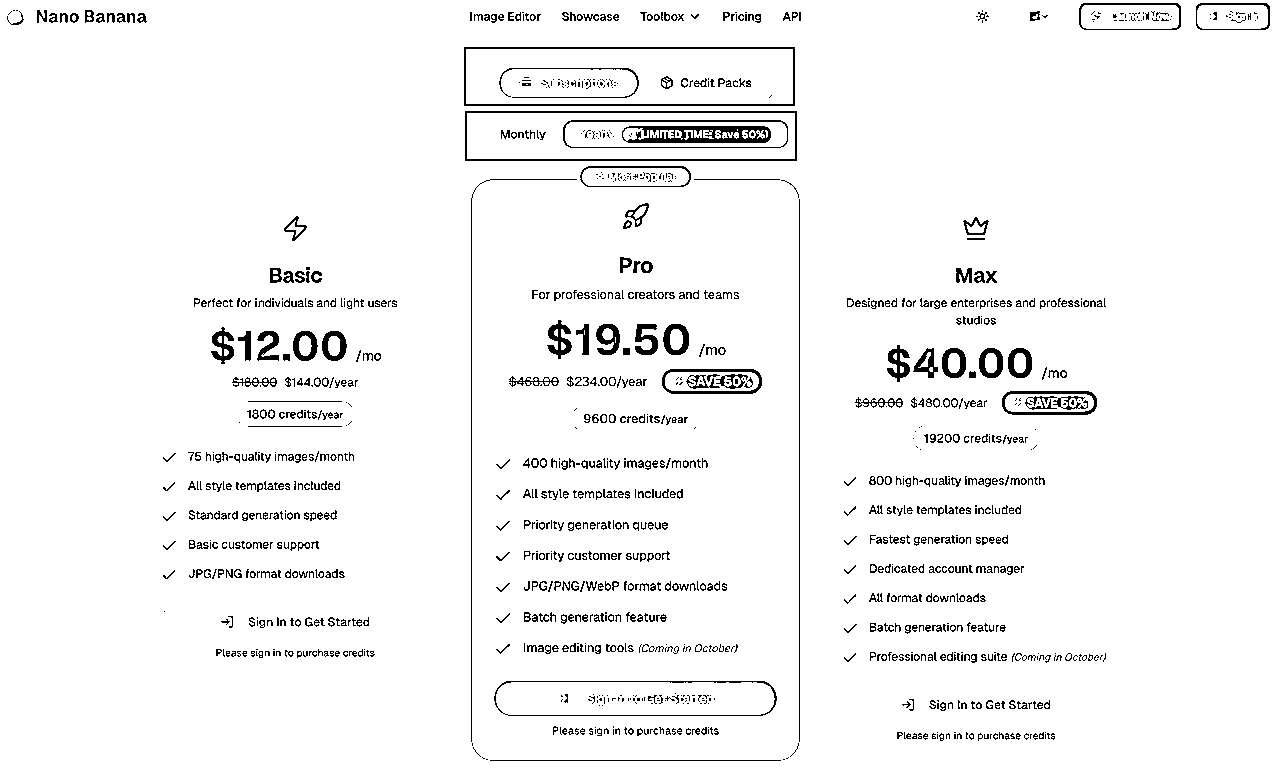 Nano Banana
Image Editor Showcase Toolbox Pricing API
Subscriptions Credit Packs
Monthly LIMITED TIME! Save 50%!
Most Popular
Basic
Perfect for individuals and light users
$12.00 /mo
$180.00 $144.00/year
1800 credits/year
75 high-quality images/month
All style templates included
Standard generation speed
Basic customer support
JPG/PNG format downloads
Sign In to Get Started
Please sign in to purchase credits
Pro
For professional creators and teams
$19.50 /mo
$468.00 $234.00/year SAVE 50%
9600 credits/year
400 high-quality images/month
All style templates included
Priority generation queue
Priority customer support
JPG/PNG/WebP format downloads
Batch generation feature
Image editing tools (Coming in October)
Sign In to Get Started
Please sign in to purchase credits
Max
Designed for large enterprises and professional
studios
$40.00 /mo
$960.00 $480.00/year SAVE 50%
19200 credits/year
800 high-quality images/month
All style templates included
Fastest generation speed
Dedicated account manager
All format downloads
Batch generation feature
Professional editing suite (Coming in October)
Sign In to Get Started
Please sign in to purchase credits